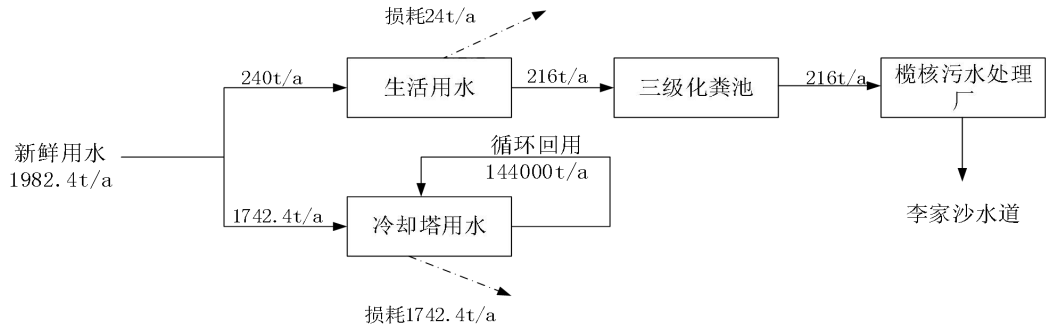 损耗24t/a
240t/a
生活用水
216t/a
三级化粪池
216t/a
榄核污水处理
厂
新鲜用水
1982.4t/a
循环回用
144000t/a
1742.4t/a
冷却塔用水
李家沙水道
损耗1742.4t/a